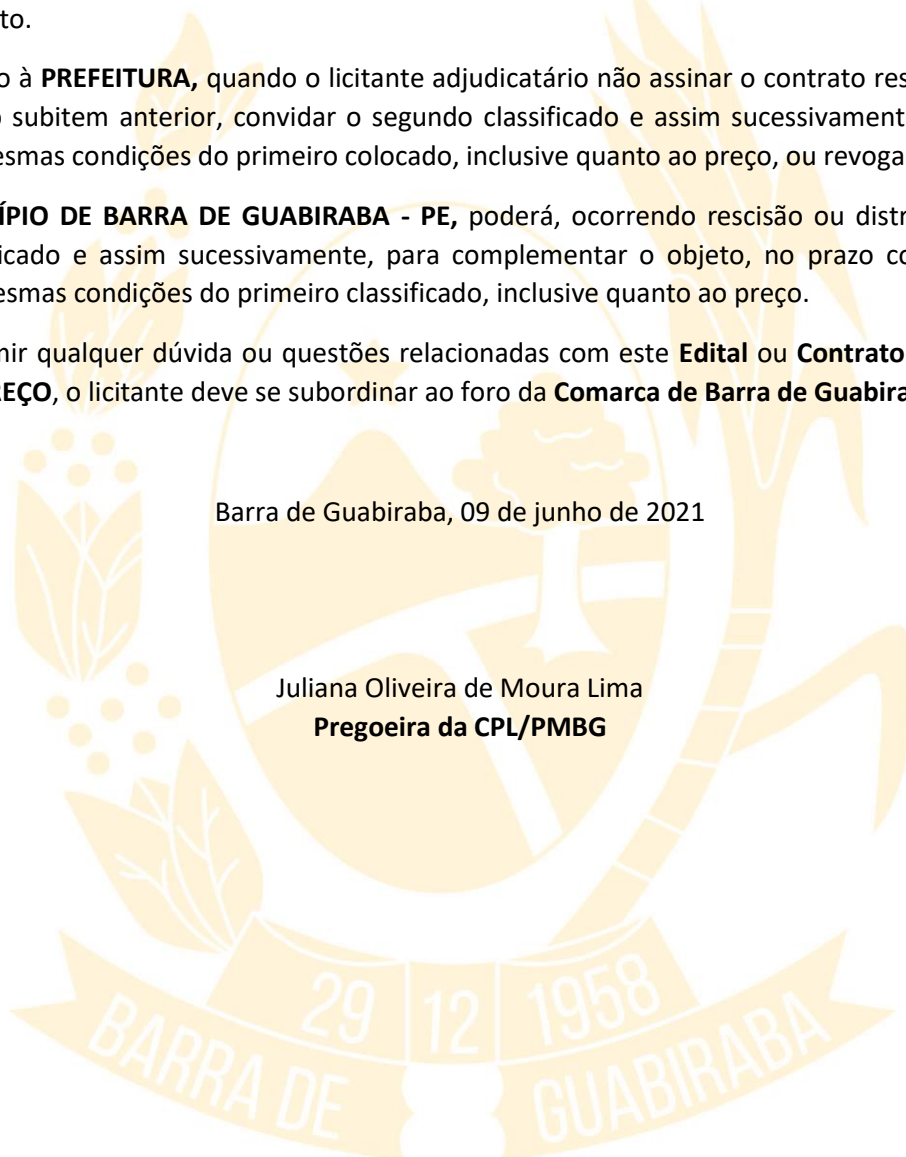 to.
o à PREFEITURA, quando o licitante adjudicatário não assinar o contrato res
o subitem anterior, convidar o segundo classificado e assim sucessivament
esmas condições do primeiro colocado, inclusive quanto ao preço, ou revoga
ÍPIO DE BARRA DE GUABIRABA - PE, poderá, ocorrendo rescisão ou distr
icado e assim sucessivamente, para complementar o objeto, no prazo co
esmas condições do primeiro classificado, inclusive quanto ao preço.
mir qualquer dúvida ou questões relacionadas com este Edital ou Contrato
REÇO, o licitante deve se subordinar ao foro da Comarca de Barra de Guabira
Barra de Guabiraba, 09 de junho de 2021
Juliana Oliveira de Moura Lima
Pregoeira da CPL/PMBG
29 12 1958
BARRA DE GUABIRABA